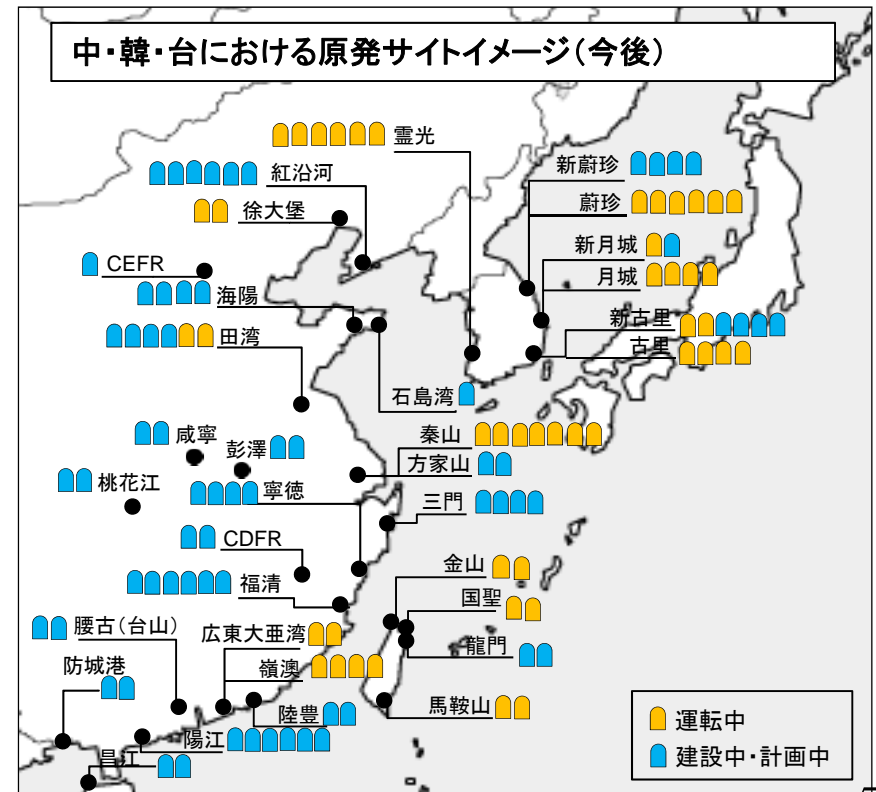 中・韓・台における原発サイトイメージ（今後）
霊光
紅沿河
新蔚珍
蔚珍
徐大堡
新月城
CEFR
月城
海陽
新古里
田湾
古里
石島湾
秦山
咸寧
彭澤
方家山
桃花江
寧徳
三門
CDFR
金山
福清
国聖
腰古（台山）
広東大亜湾
龍門
防城港
嶺澳
馬鞍山
陸豊
運転中
陽江
建設中・計画中
昌江